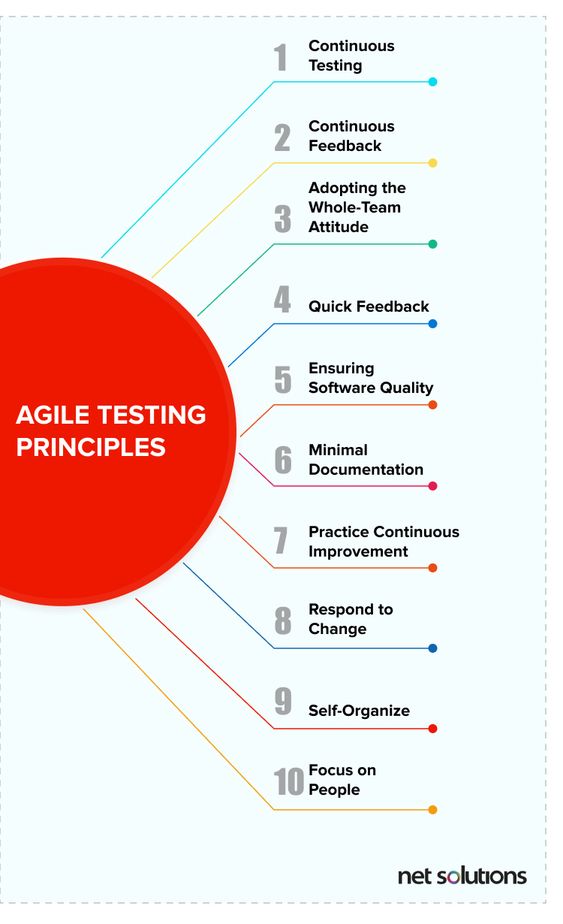 AGILE TESTING
PRINCIPLES
1
Continuous
Testing
2
Continuous
Feedback
3
Adopting the
Whole-Team
Attitude
4
Quick Feedback
5
Ensuring
Software Quality
6
Minimal
Documentation
7
Practice Continuous
Improvement
8
Respond to
Change
9
Self-Organize
10
Focus on
People
net solutions